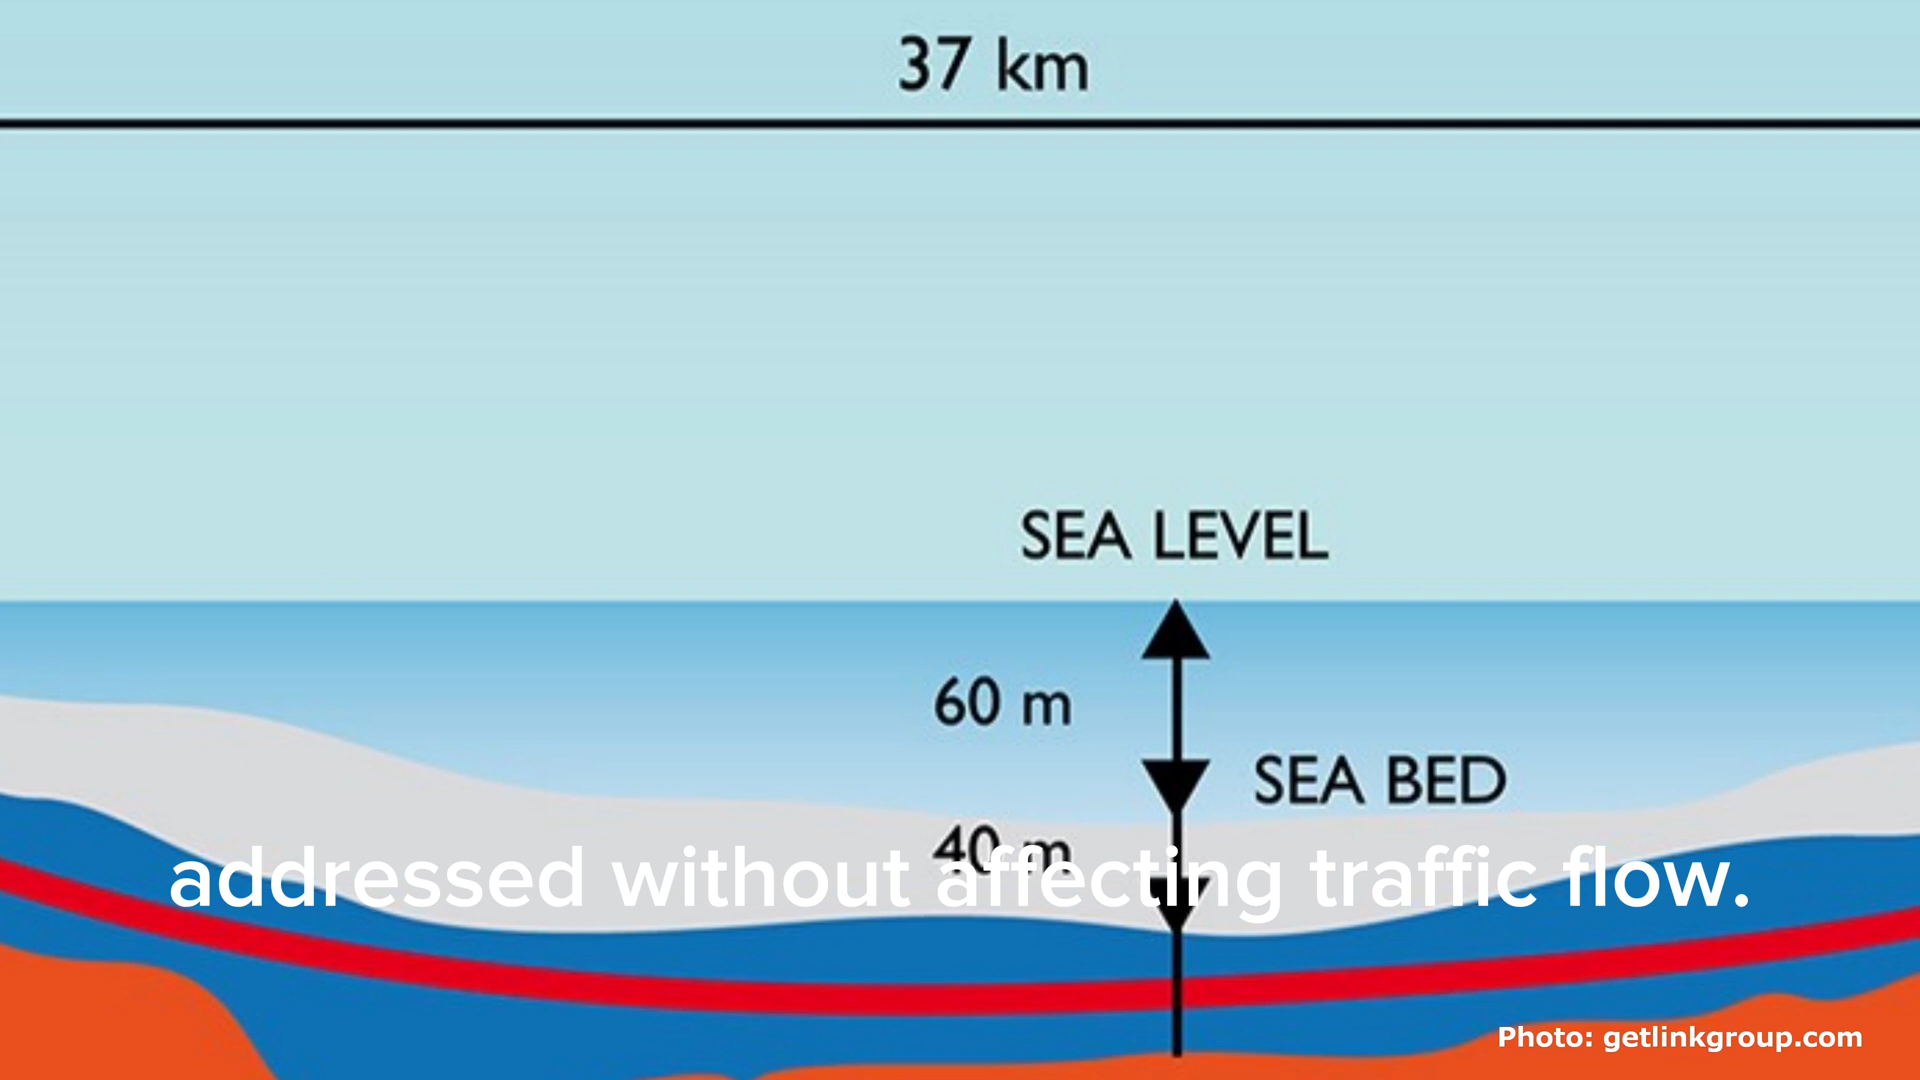 37 km
SEA LEVEL
60 m
SEA BED
40 m
addressed without affecting traffic flow.
Photo: getlinkgroup.com